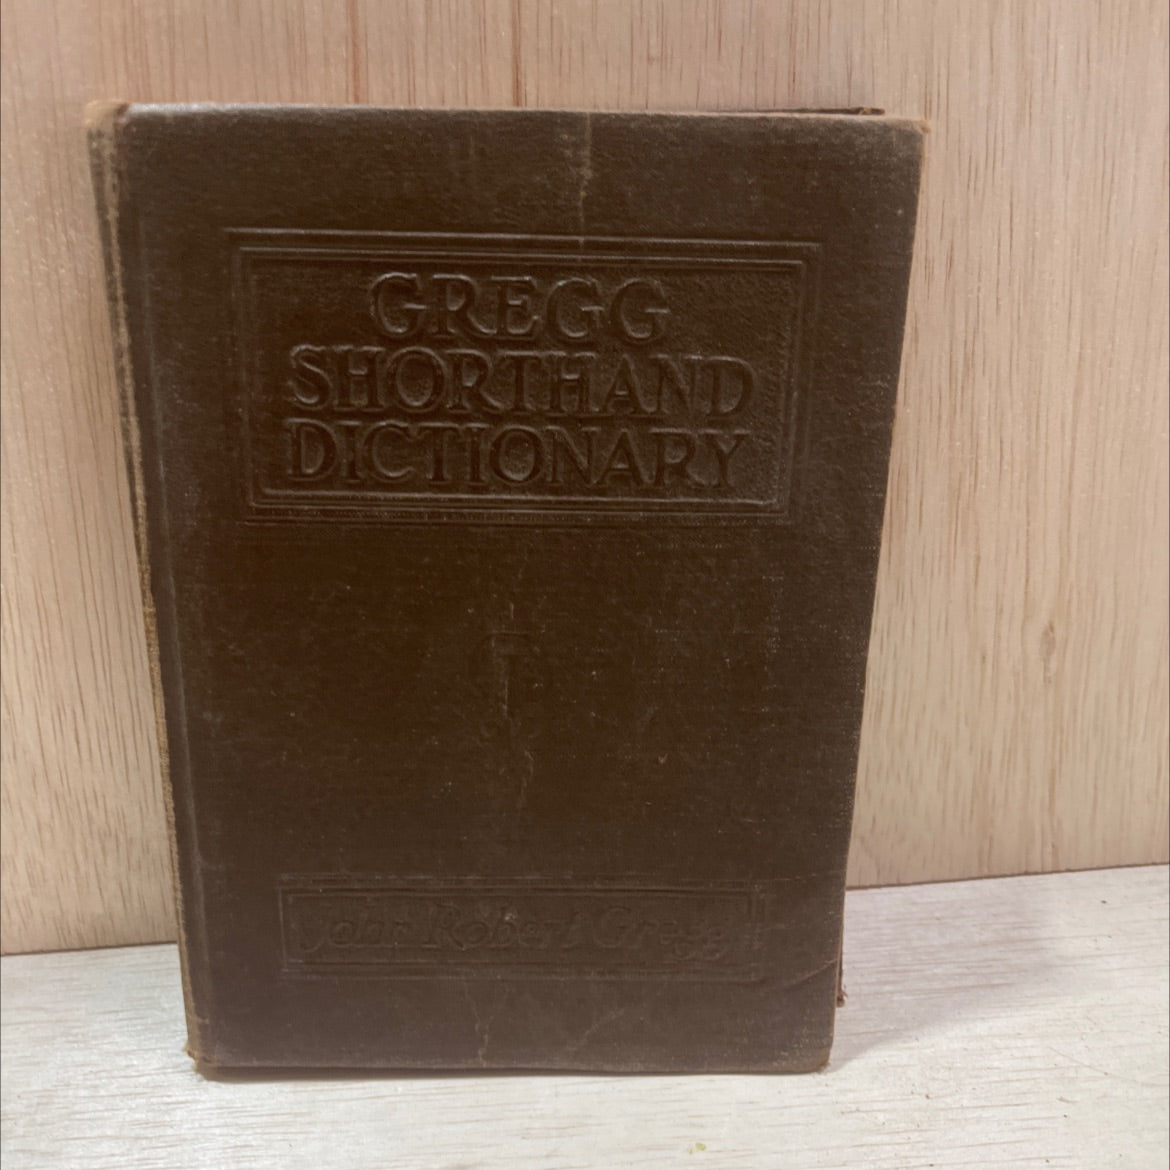 GREGG
SHORTHAND
DICTIONARY
John Robert Gregg